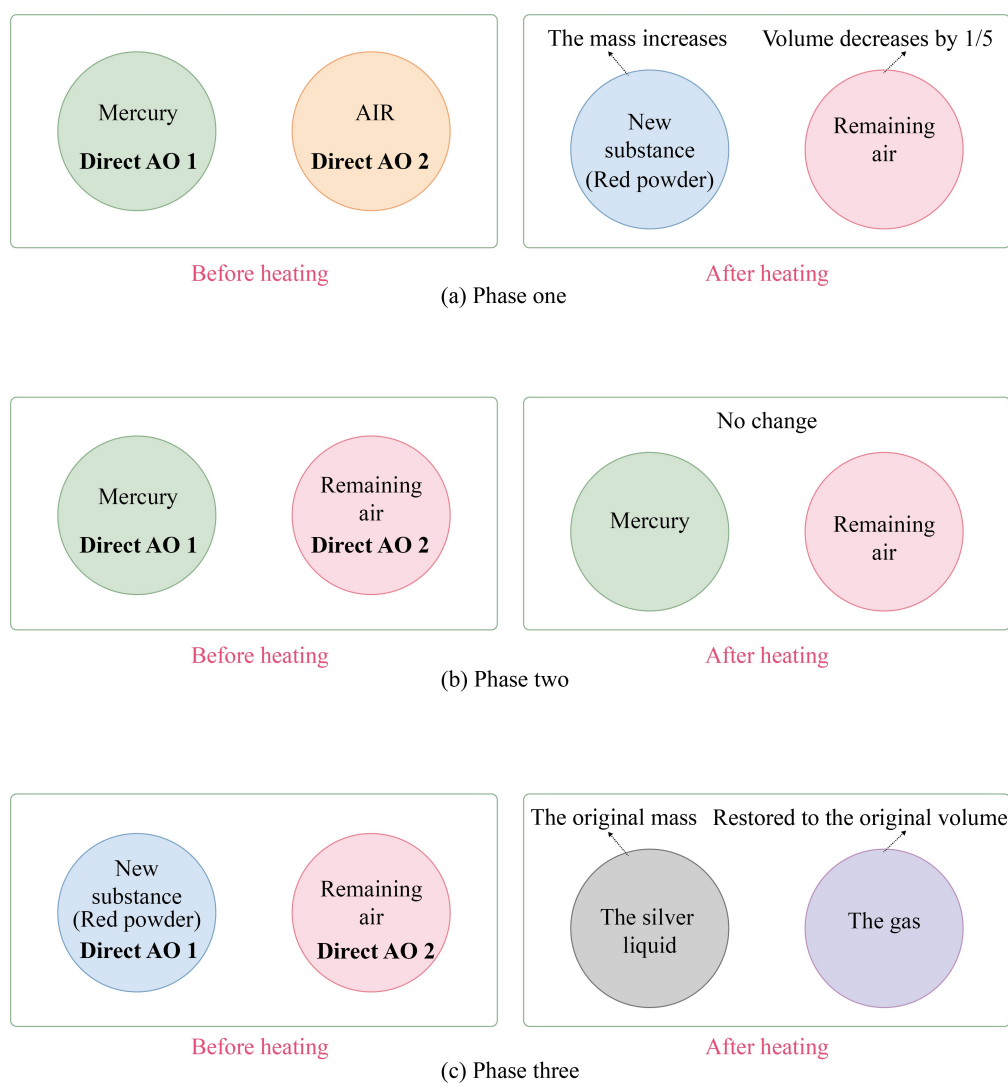 The mass increases
Volume decreases by 1/5
Mercury
Direct AO 1
AIR
Direct AO 2
New
substance
(Red powder)
Remaining
air
Before heating
After heating
(a) Phase one
No change
Mercury
Direct AO 1
Remaining
air
Direct AO 2
Mercury
Remaining
air
Before heating
After heating
(b) Phase two
The original mass
Restored to the original volume
New
substance
(Red powder)
Direct AO 1
Remaining
air
Direct AO 2
The silver
liquid
The gas
Before heating
After heating
(c) Phase three